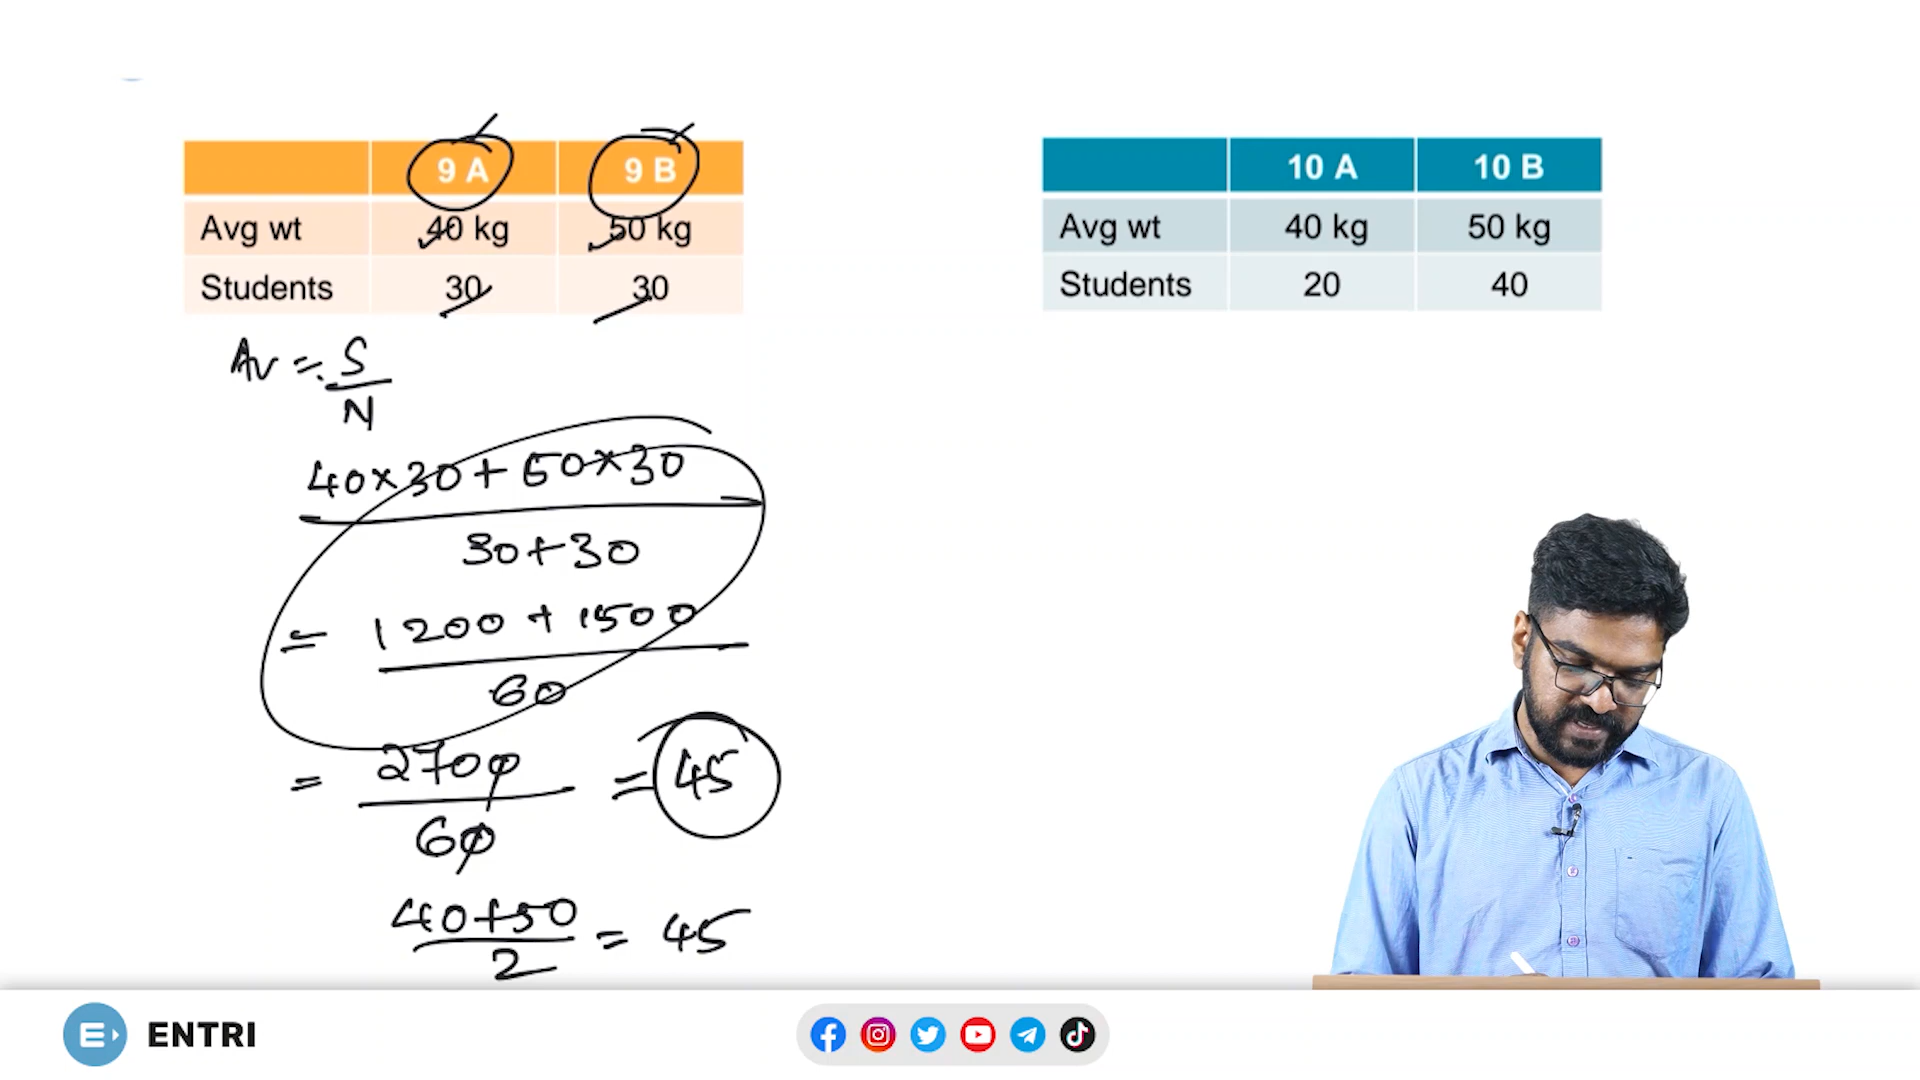 9 A 9 B
Avg wt 40 kg 50 kg
Students 30 30
10 A 10 B
Avg wt 40 kg 50 kg
Students 20 40
Av = S/N
40×30 + 50×30
30+30
= 1200 + 1500
60
= 2700 = 45
60
40+50 = 45
2
E ENTRI